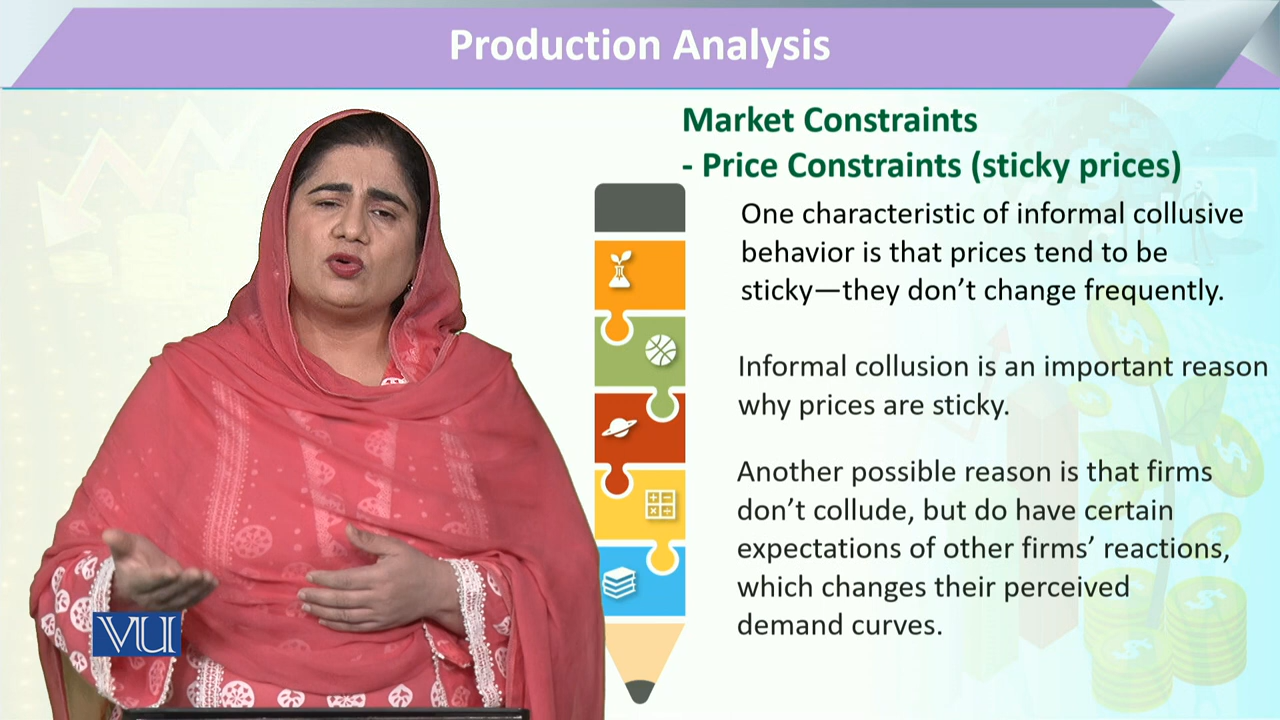 Production Analysis
Market Constraints
- Price Constraints (sticky prices)
One characteristic of informal collusive
behavior is that prices tend to be
sticky—they don’t change frequently.
Informal collusion is an important reason
why prices are sticky.
Another possible reason is that firms
don’t collude, but do have certain
expectations of other firms’ reactions,
which changes their perceived
demand curves.
VU